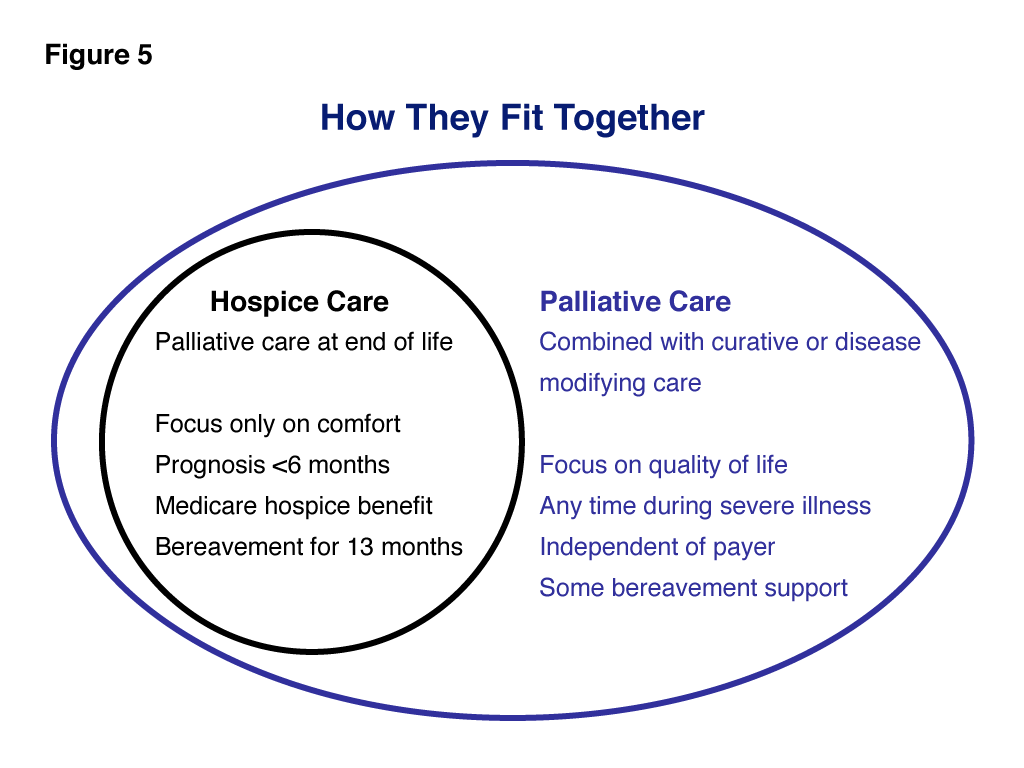 Figure 5
How They Fit Together
Hospice Care
Palliative care at end of life
Focus only on comfort
Prognosis <6 months
Medicare hospice benefit
Bereavement for 13 months
Palliative Care
Combined with curative or disease
modifying care
Focus on quality of life
Any time during severe illness
Independent of payer
Some bereavement support